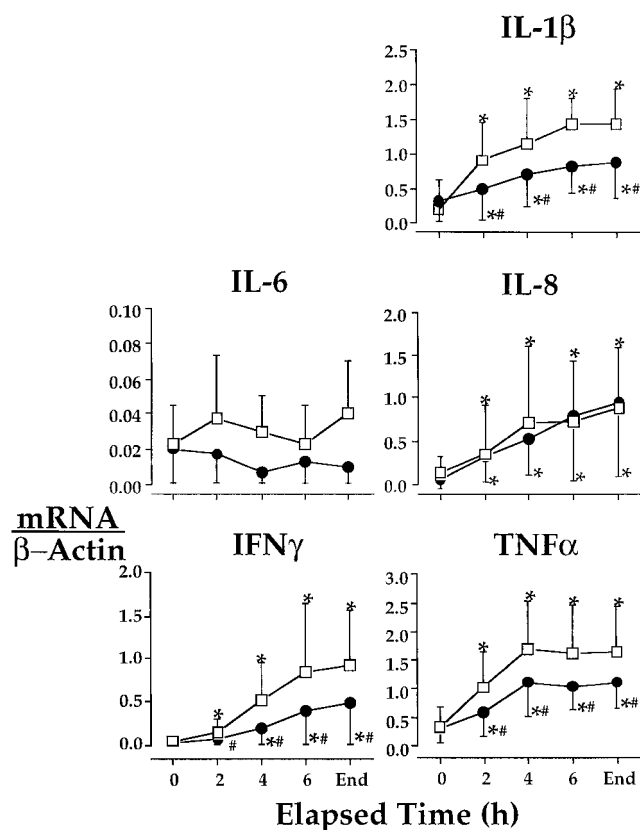 IL-1β
2.5
2.0
1.5
1.0
0.5
0.0
* * * *
*# *# *# *#
IL-6
0.10
0.08
0.06
0.04
0.02
0.00
IL-8
2.0
1.5
1.0
0.5
0.0
* * * *
* * * *
mRNA
β–Actin
IFNγ
2.0
1.5
1.0
0.5
0.0
* * * *
# *# *# *#
0 2 4 6 End
TNFα
3.0
2.5
2.0
1.5
1.0
0.5
0.0
* * * *
*# *# *# *#
0 2 4 6 End
Elapsed Time (h)